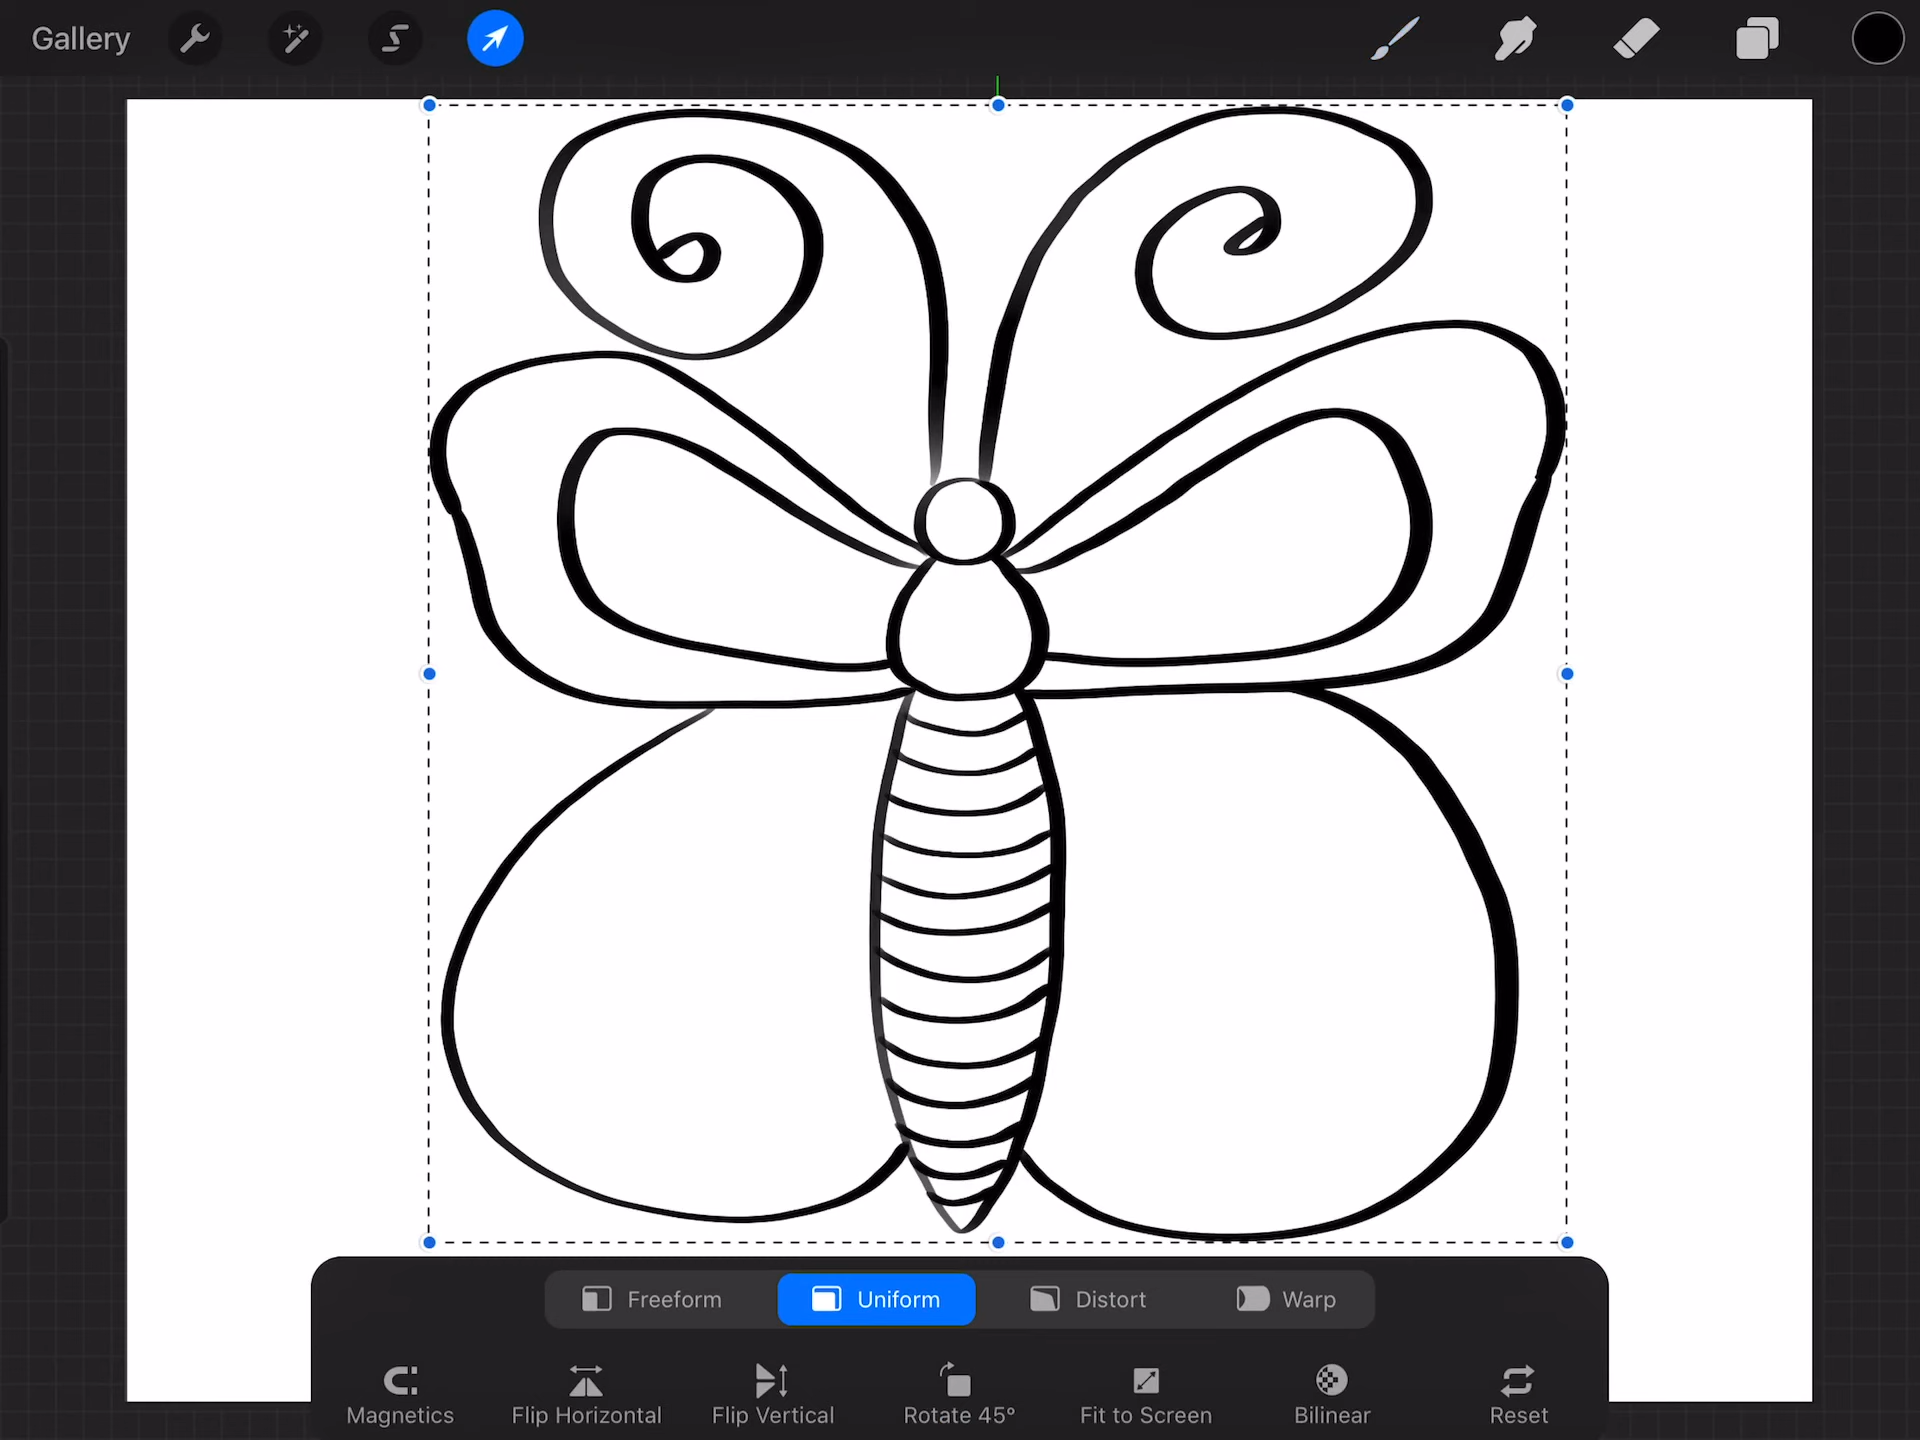 Gallery
Freeform Uniform Distort Warp
Magnetics Flip Horizontal Flip Vertical Rotate 45° Fit to Screen Bilinear Reset